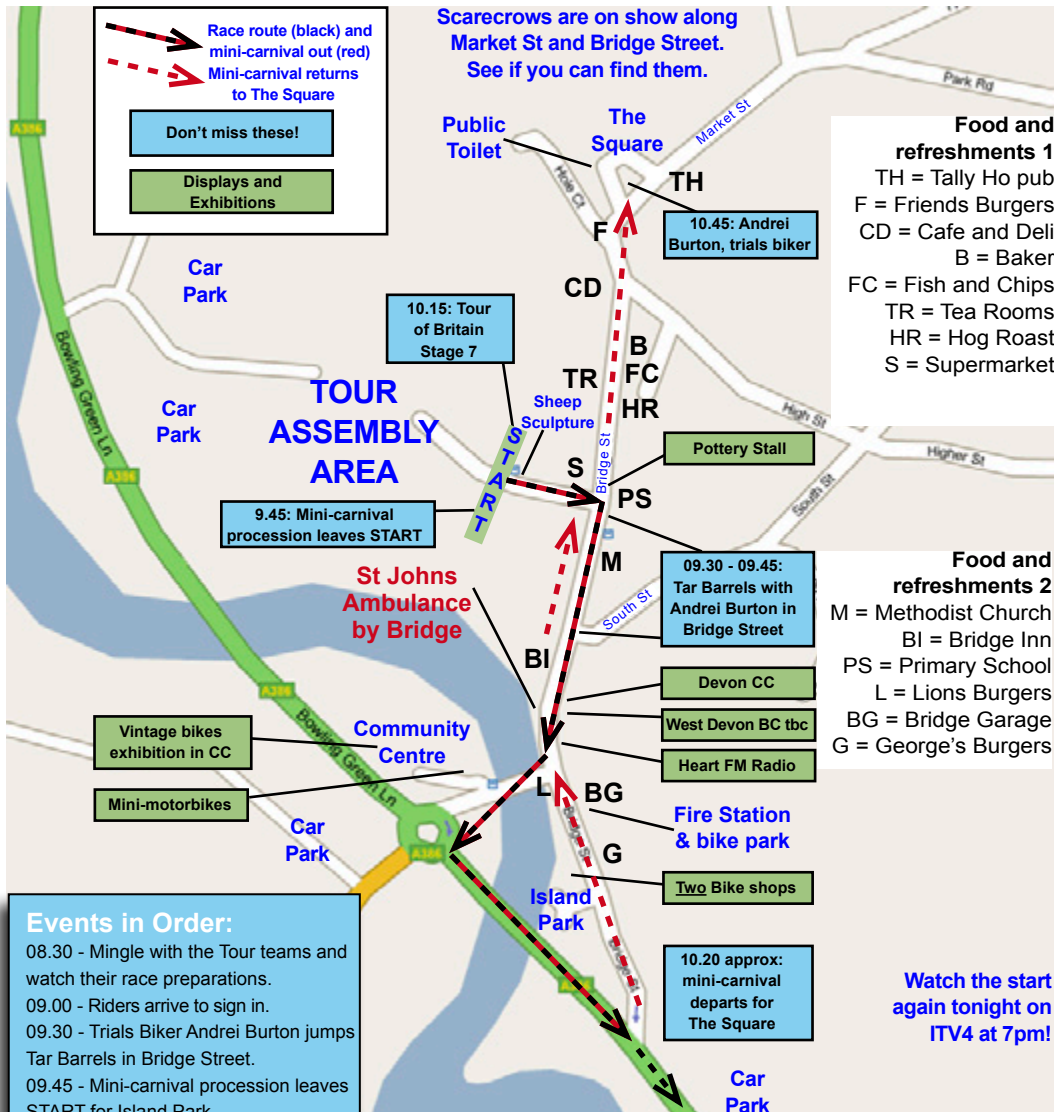 Race route (black) and
mini-carnival out (red)
Mini-carnival returns
to The Square
Don't miss these!
Displays and
Exhibitions
Scarecrows are on show along
Market St and Bridge Street.
See if you can find them.
Park Rd
Market St
Public
Toilet
The
Square
Hole Ct
TH
F
10.45: Andrei
Burton, trials biker
Food and
refreshments 1
TH = Tally Ho pub
F = Friends Burgers
CD = Cafe and Deli
B = Baker
FC = Fish and Chips
TR = Tea Rooms
HR = Hog Roast
S = Supermarket
A386
Car
Park
CD
10.15: Tour
of Britain
Stage 7
B
FC
TR
HR
Bowling Green Ln
Car
Park
TOUR
ASSEMBLY
AREA
Sheep
Sculpture
START
S
Bridge St
PS
Pottery Stall
High St
Higher St
South St
9.45: Mini-carnival
procession leaves START
M
09.30 - 09.45:
Tar Barrels with
Andrei Burton in
Bridge Street
Food and
refreshments 2
M = Methodist Church
BI = Bridge Inn
PS = Primary School
L = Lions Burgers
BG = Bridge Garage
G = George's Burgers
St Johns
Ambulance
by Bridge
South St
BI
Devon CC
West Devon BC tbc
Heart FM Radio
A386
Bowling Green Ln
Vintage bikes
exhibition in CC
Community
Centre
Mini-motorbikes
L
BG
Fire Station
& bike park
Car
Park
A386
Bridge St
G
Two Bike shops
Island
Park
A386
Bridge St
10.20 approx:
mini-carnival
departs for
The Square
Watch the start
again tonight on
ITV4 at 7pm!
Car
Park
Events in Order:
08.30 - Mingle with the Tour teams and
watch their race preparations.
09.00 - Riders arrive to sign in.
09.30 - Trials Biker Andrei Burton jumps
Tar Barrels in Bridge Street.
09.45 - Mini-carnival procession leaves
START for Island Park